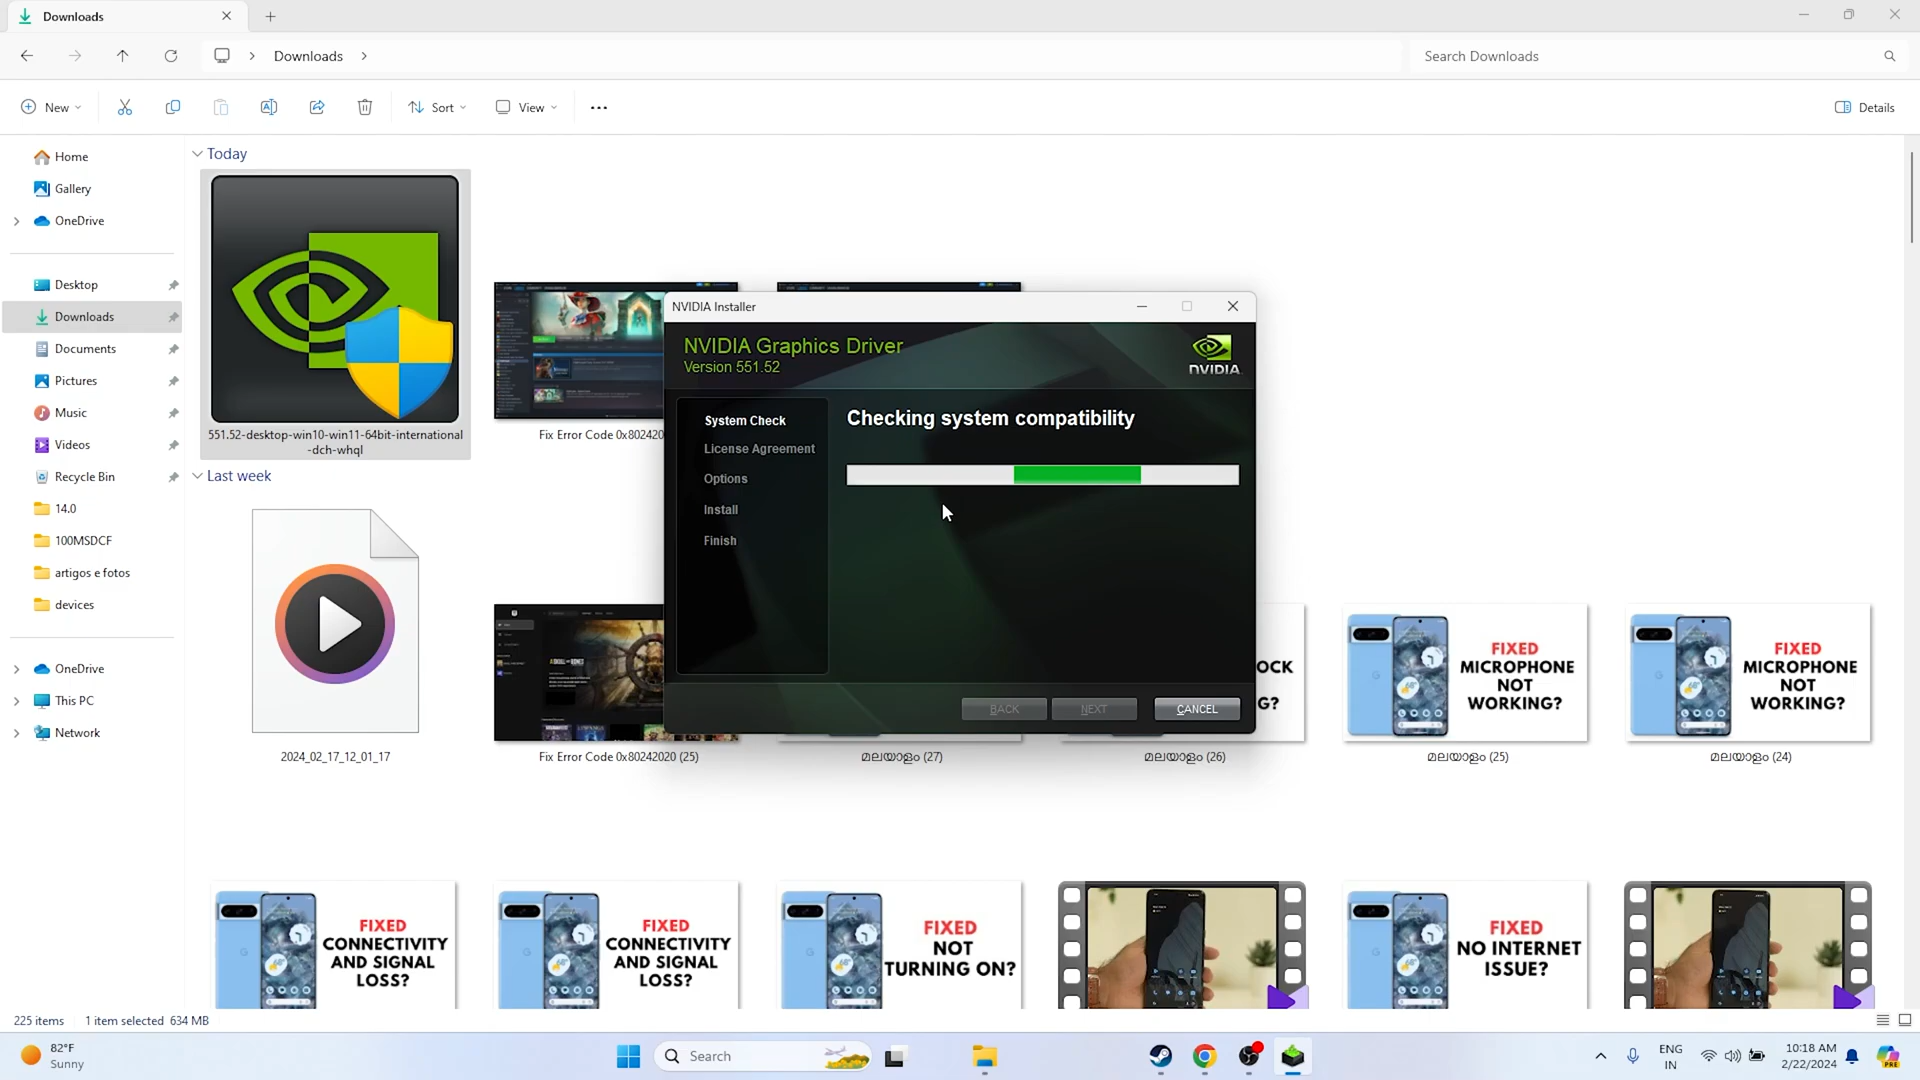 Downloads
Downloads
Search Downloads
New
Sort
View
Details
Home
Gallery
OneDrive
Desktop
Downloads
Documents
Pictures
Music
Videos
Recycle Bin
14.0
100MSDCF
artigos e fotos
devices
OneDrive
This PC
Network
Today
551.52-desktop-win10-win11-64bit-international
-dch-whql
Fix Error Code 0x802420
Last week
2024_02_17_12_01_17
Fix Error Code 0x80242020 (25)
മലയാളം (27)
മലയാളം (26)
മലയാളം (25)
മലയാളം (24)
OCK
G?
FIXED
MICROPHONE
NOT
WORKING?
FIXED
MICROPHONE
NOT
WORKING?
FIXED
CONNECTIVITY
AND SIGNAL
LOSS?
FIXED
CONNECTIVITY
AND SIGNAL
LOSS?
FIXED
NOT
TURNING ON?
FIXED
NO INTERNET
ISSUE?
NVIDIA Installer
NVIDIA Graphics Driver
Version 551.52
NVIDIA
System Check
License Agreement
Options
Install
Finish
Checking system compatibility
BACK
NEXT
CANCEL
225 items
1 item selected 634 MB
82°F
Sunny
Search
ENG
IN
10:18 AM
2/22/2024
PRE